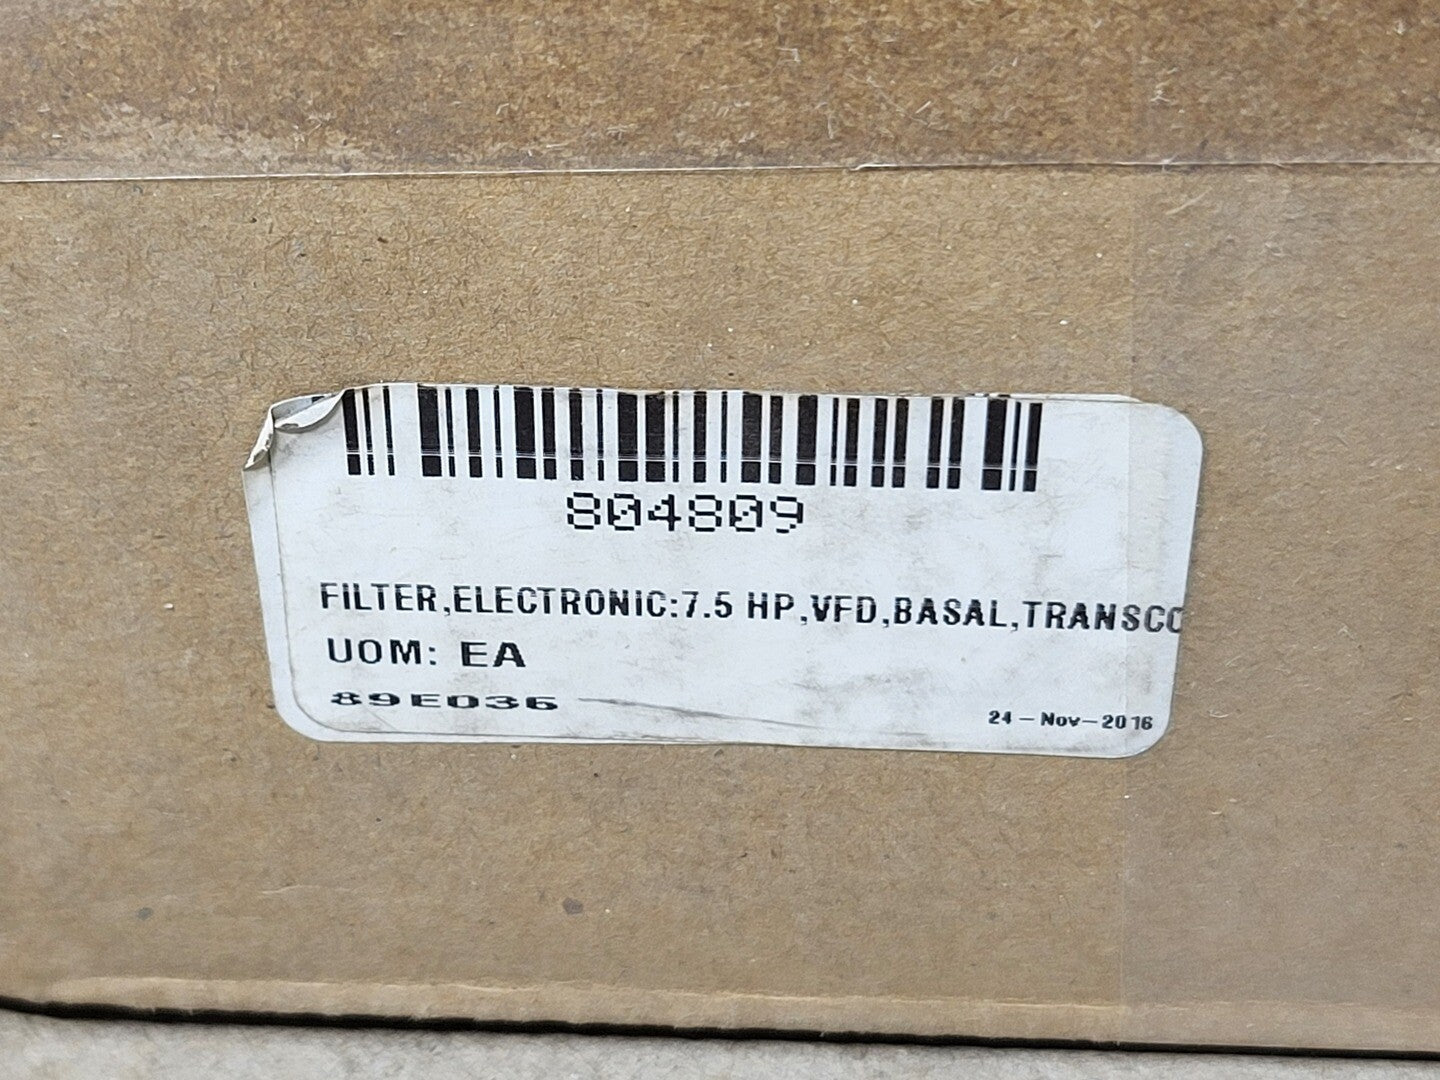 804809
FILTER,ELECTRONIC:7.5 HP,VFD,BASAL,TRANSCO
UOM: EA
89E036
24-Nov-2016